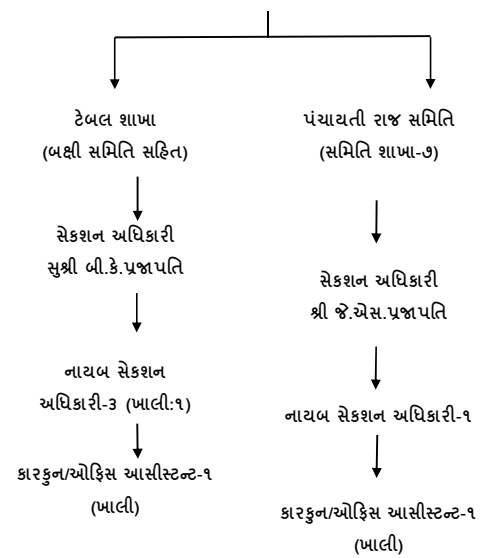 ટેબલ શાખા
(બક્ષી સમિતિ સહિત)
સેકશન અધિકારી
સુશ્રી બી.કે.પ્રજાપતિ
નાયબ સેકશન
અધિકારી-૩ (ખાલી:૧)
કારકુન/ઓફિસ આસીસ્ટન્ટ-૧
(ખાલી)
પંચાયતી રાજ સમિતિ
(સમિતિ શાખા-૭)
સેકશન અધિકારી
શ્રી જે.એસ.પ્રજાપતિ
નાયબ સેકશન અધિકારી-૧
કારકુન/ઓફિસ આસીસ્ટન્ટ-૧
(ખાલી)